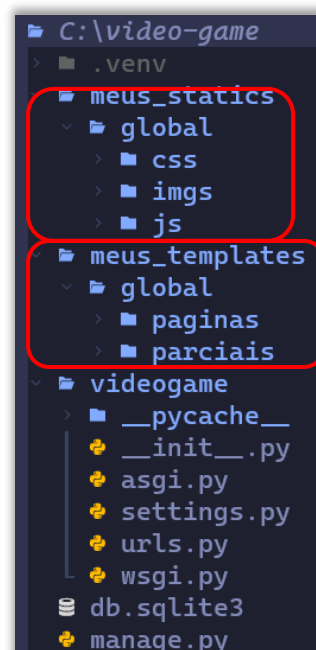 C:\video-game
.venv
meus_statics
global
css
imgs
js
meus_templates
global
paginas
parciais
videogame
__pycache__
__init__.py
asgi.py
settings.py
urls.py
wsgi.py
db.sqlite3
manage.py